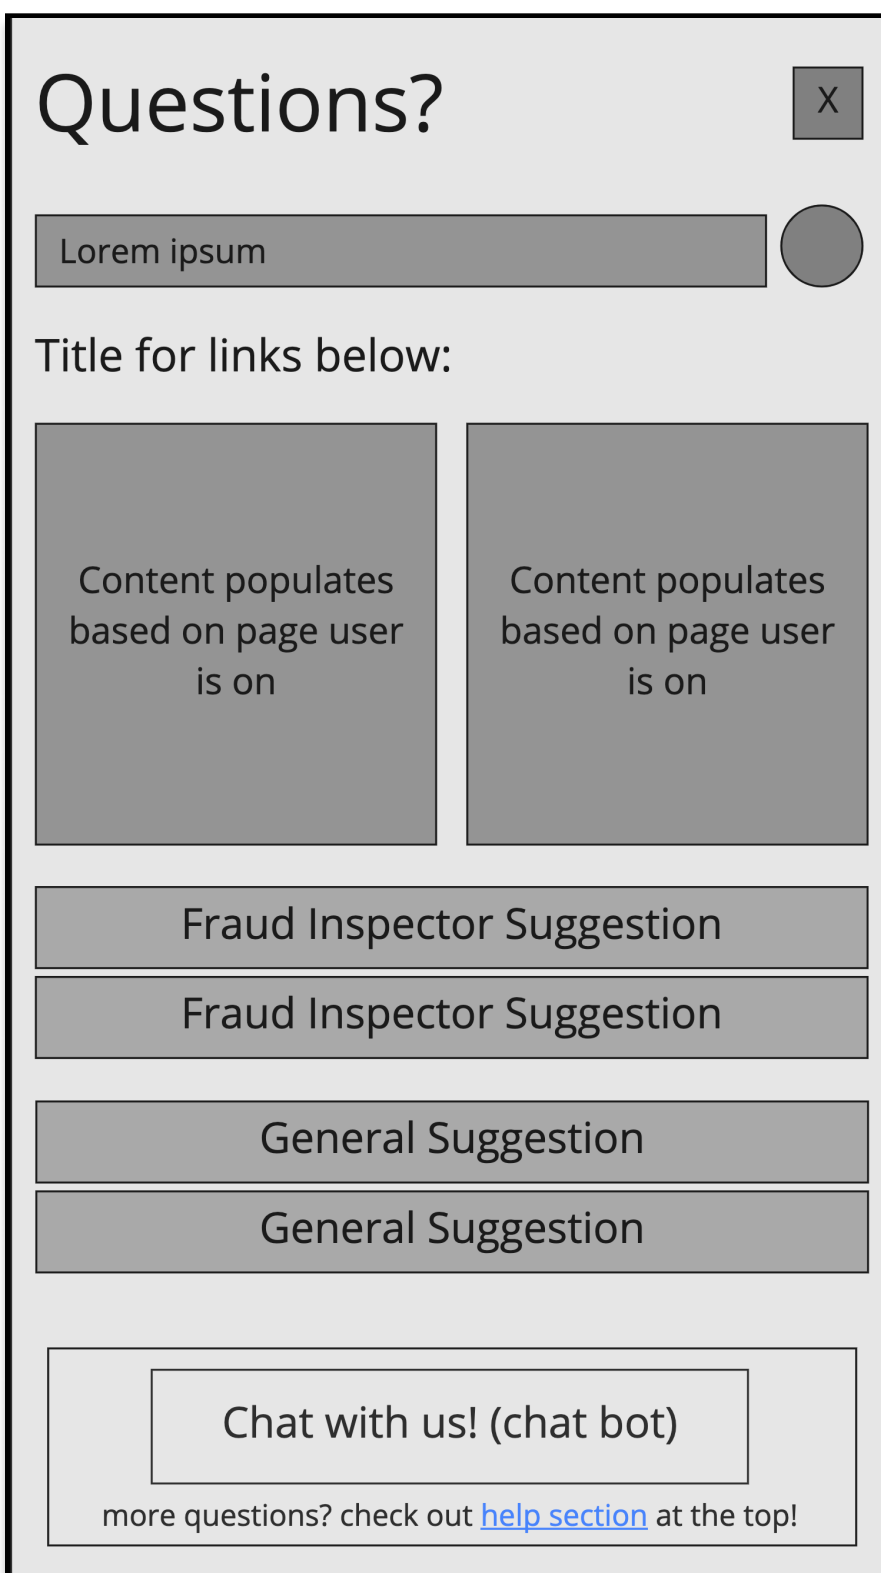 Questions?
X
Lorem ipsum
Title for links below:
Content populates
based on page user
is on
Content populates
based on page user
is on
Fraud Inspector Suggestion
Fraud Inspector Suggestion
General Suggestion
General Suggestion
Chat with us! (chat bot)
more questions? check out help section at the top!